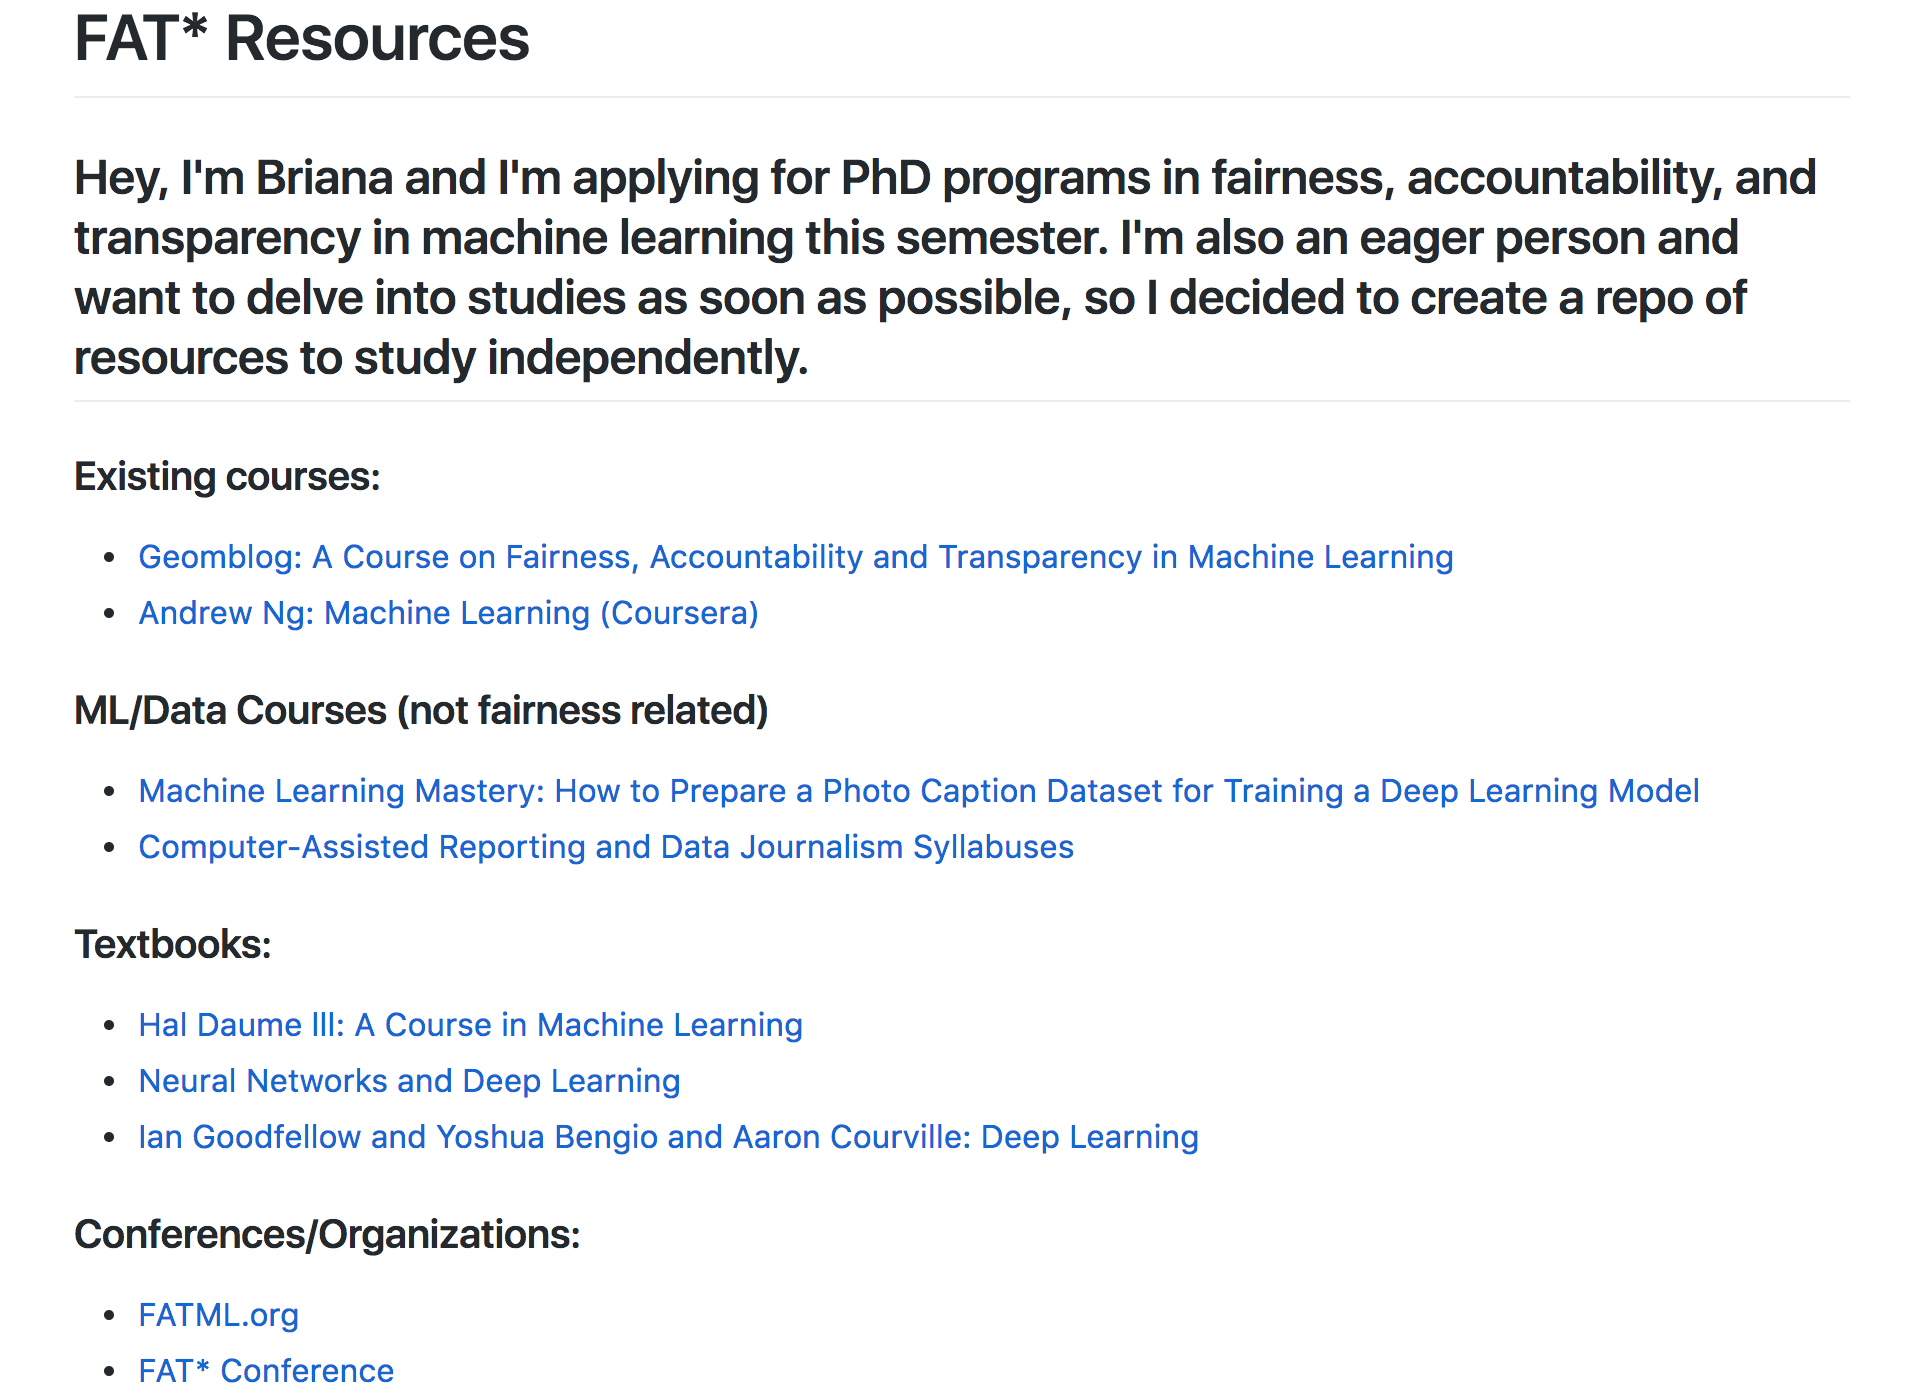 FAT* Resources
Hey, I'm Briana and I'm applying for PhD programs in fairness, accountability, and
transparency in machine learning this semester. I'm also an eager person and
want to delve into studies as soon as possible, so I decided to create a repo of
resources to study independently.
Existing courses:
• Geomblog: A Course on Fairness, Accountability and Transparency in Machine Learning
• Andrew Ng: Machine Learning (Coursera)
ML/Data Courses (not fairness related)
• Machine Learning Mastery: How to Prepare a Photo Caption Dataset for Training a Deep Learning Model
• Computer-Assisted Reporting and Data Journalism Syllabuses
Textbooks:
• Hal Daume lll: A Course in Machine Learning
• Neural Networks and Deep Learning
• Ian Goodfellow and Yoshua Bengio and Aaron Courville: Deep Learning
Conferences/Organizations:
• FATML.org
• FAT* Conference